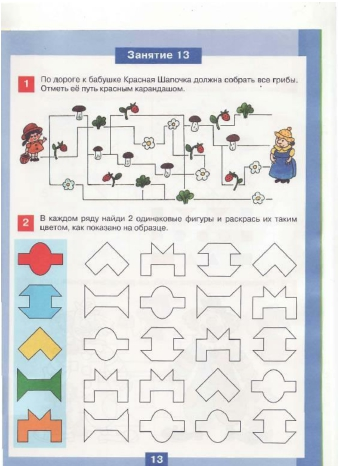 Занятие 13
1 По дороге к бабушке Красная Шапочка должна собрать все грибы.
Отметь её путь красным карандашом.
2 В каждом ряду найди 2 одинаковые фигуры и раскрась их таким
цветом, как показано на образце.
13